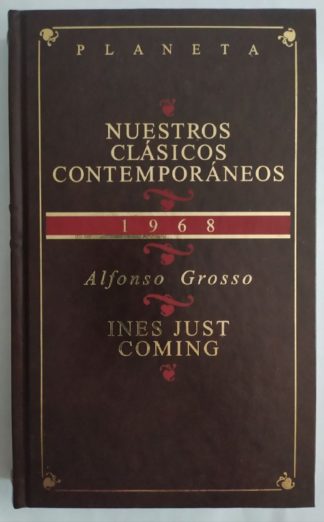 PLANETA
NUESTROS
CLÁSICOS
CONTEMPORÁNEOS
1968
Alfonso Grosso
INES JUST
COMING